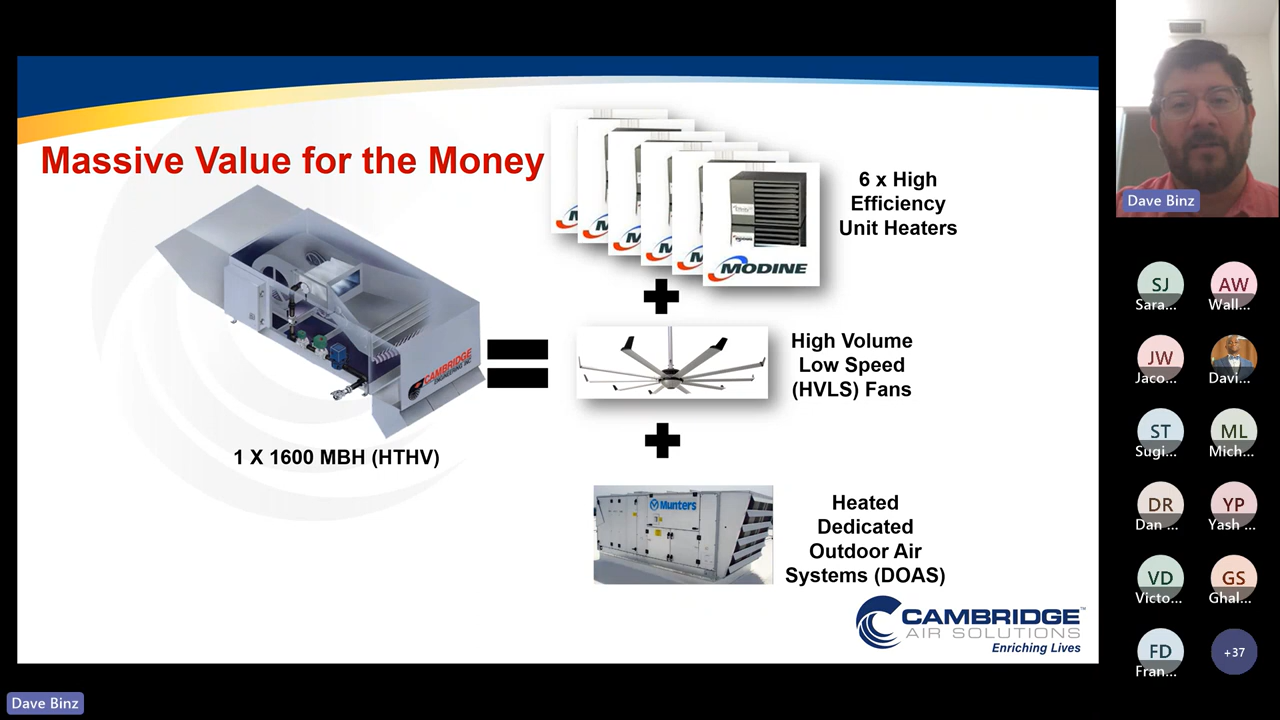 Massive Value for the Money
CAMBRIDGE
ENGINEERING INC
1 X 1600 MBH (HTHV)
MODINE
6 x High
Efficiency
Unit Heaters
High Volume
Low Speed
(HVLS) Fans
Munters
Heated
Dedicated
Outdoor Air
Systems (DOAS)
CAMBRIDGE™
AIR SOLUTIONS
Enriching Lives
Dave Binz
Dave Binz
SJ
Sara...
AW
Wall...
JW
Jaco...
Davi...
ST
Sugi...
ML
Mich...
DR
Dan ...
YP
Yash ...
VD
Victo...
GS
Ghal...
FD
Fran...
+37